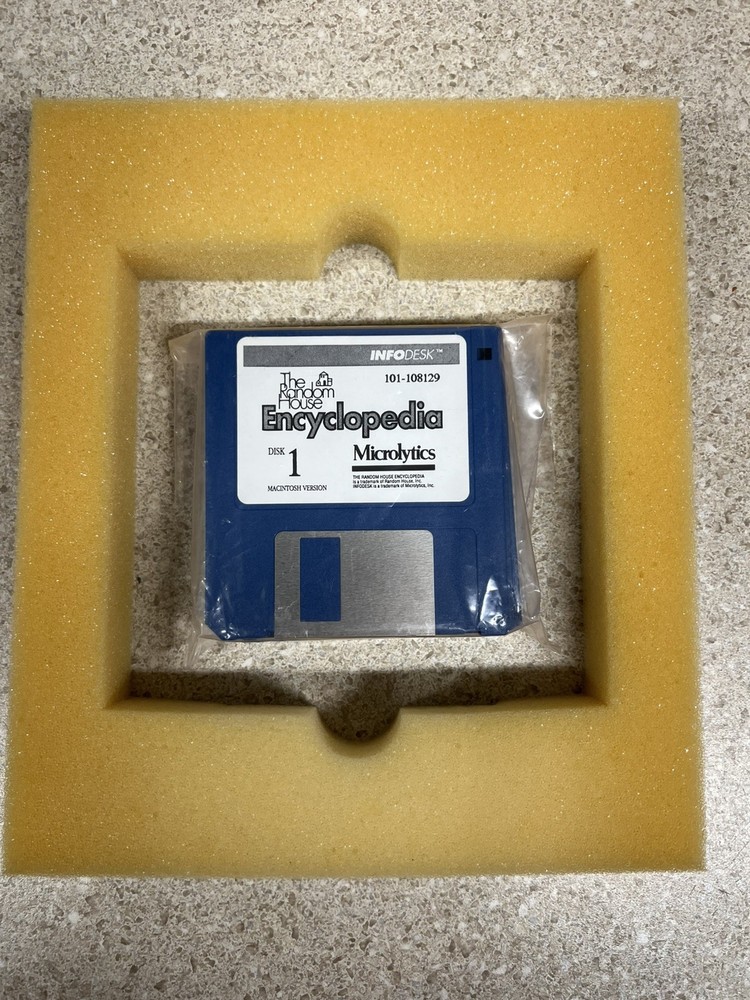 INFODESK™
101-108129
The
Random
House
Encyclopedia
DISK 1
Microlytics
MACINTOSH VERSION
THE RANDOM HOUSE ENCYCLOPEDIA
is a trademark of Random House, Inc.
INFODESK is a trademark of Microlytics, Inc.